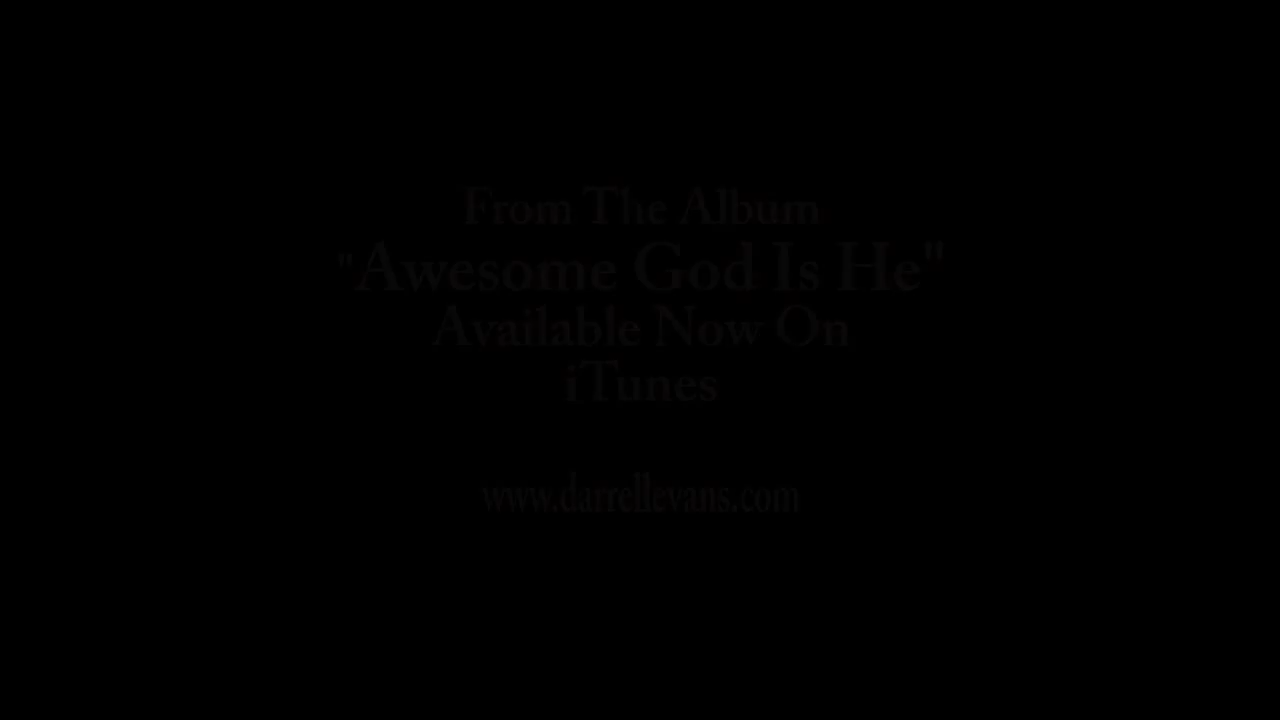 From The Album
"Awesome God Is He"
Available Now On
iTunes
www.darrellevans.com